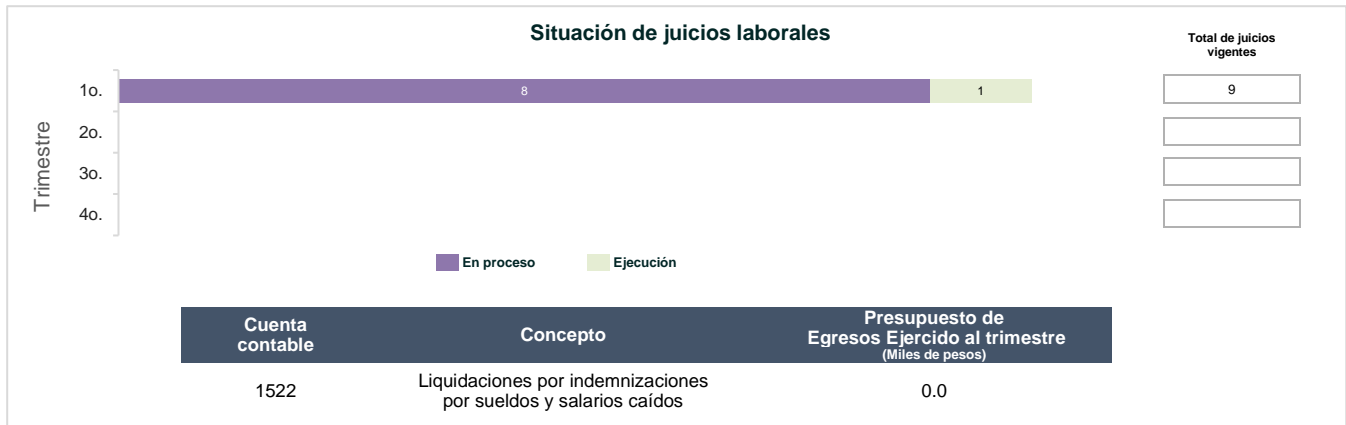 Situación de juicios laborales
Total de juicios
vigentes
Trimestre
1o.
8
1
9
2o.
3o.
4o.
En proceso
Ejecución
Cuenta
contable
Concepto
Presupuesto de
Egresos Ejercido al trimestre
(Miles de pesos)
1522
Liquidaciones por indemnizaciones
por sueldos y salarios caídos
0.0